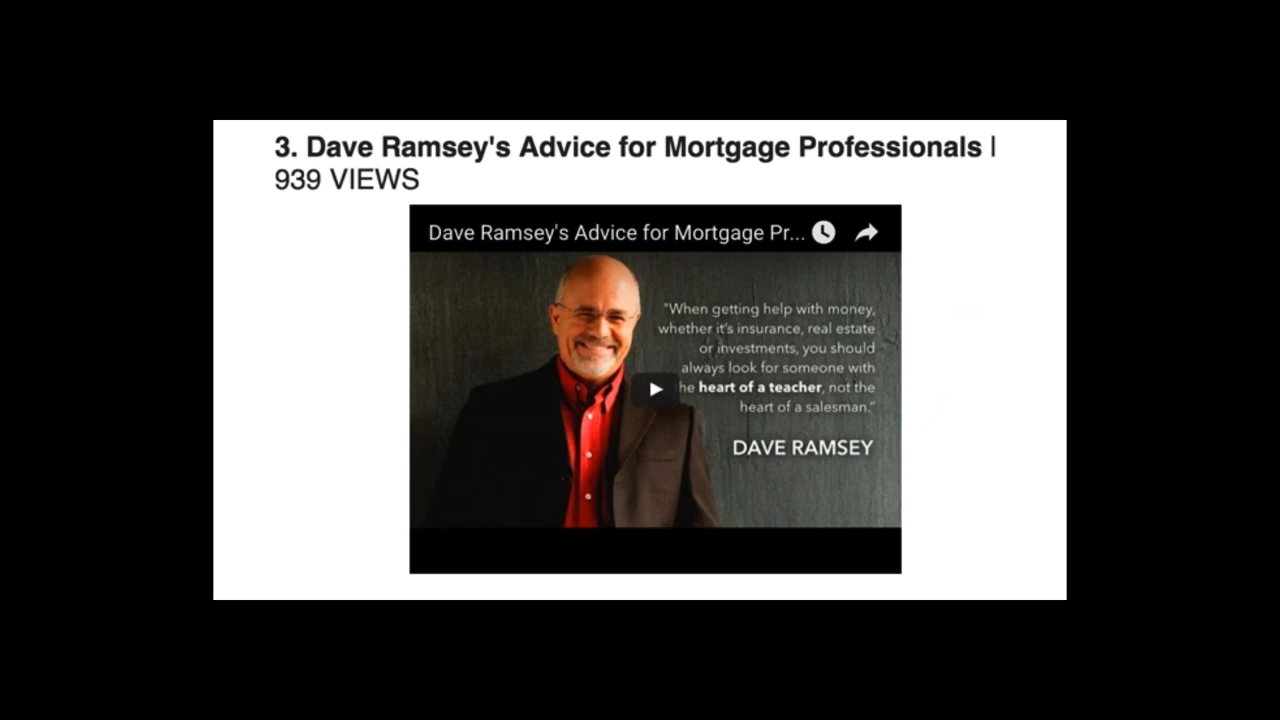 3. Dave Ramsey's Advice for Mortgage Professionals |
939 VIEWS
Dave Ramsey's Advice for Mortgage Pr...
"When getting help with money,
whether it's insurance, real estate
or investments, you should
always look for someone with
he heart of a teacher, not the
heart of a salesman."
DAVE RAMSEY